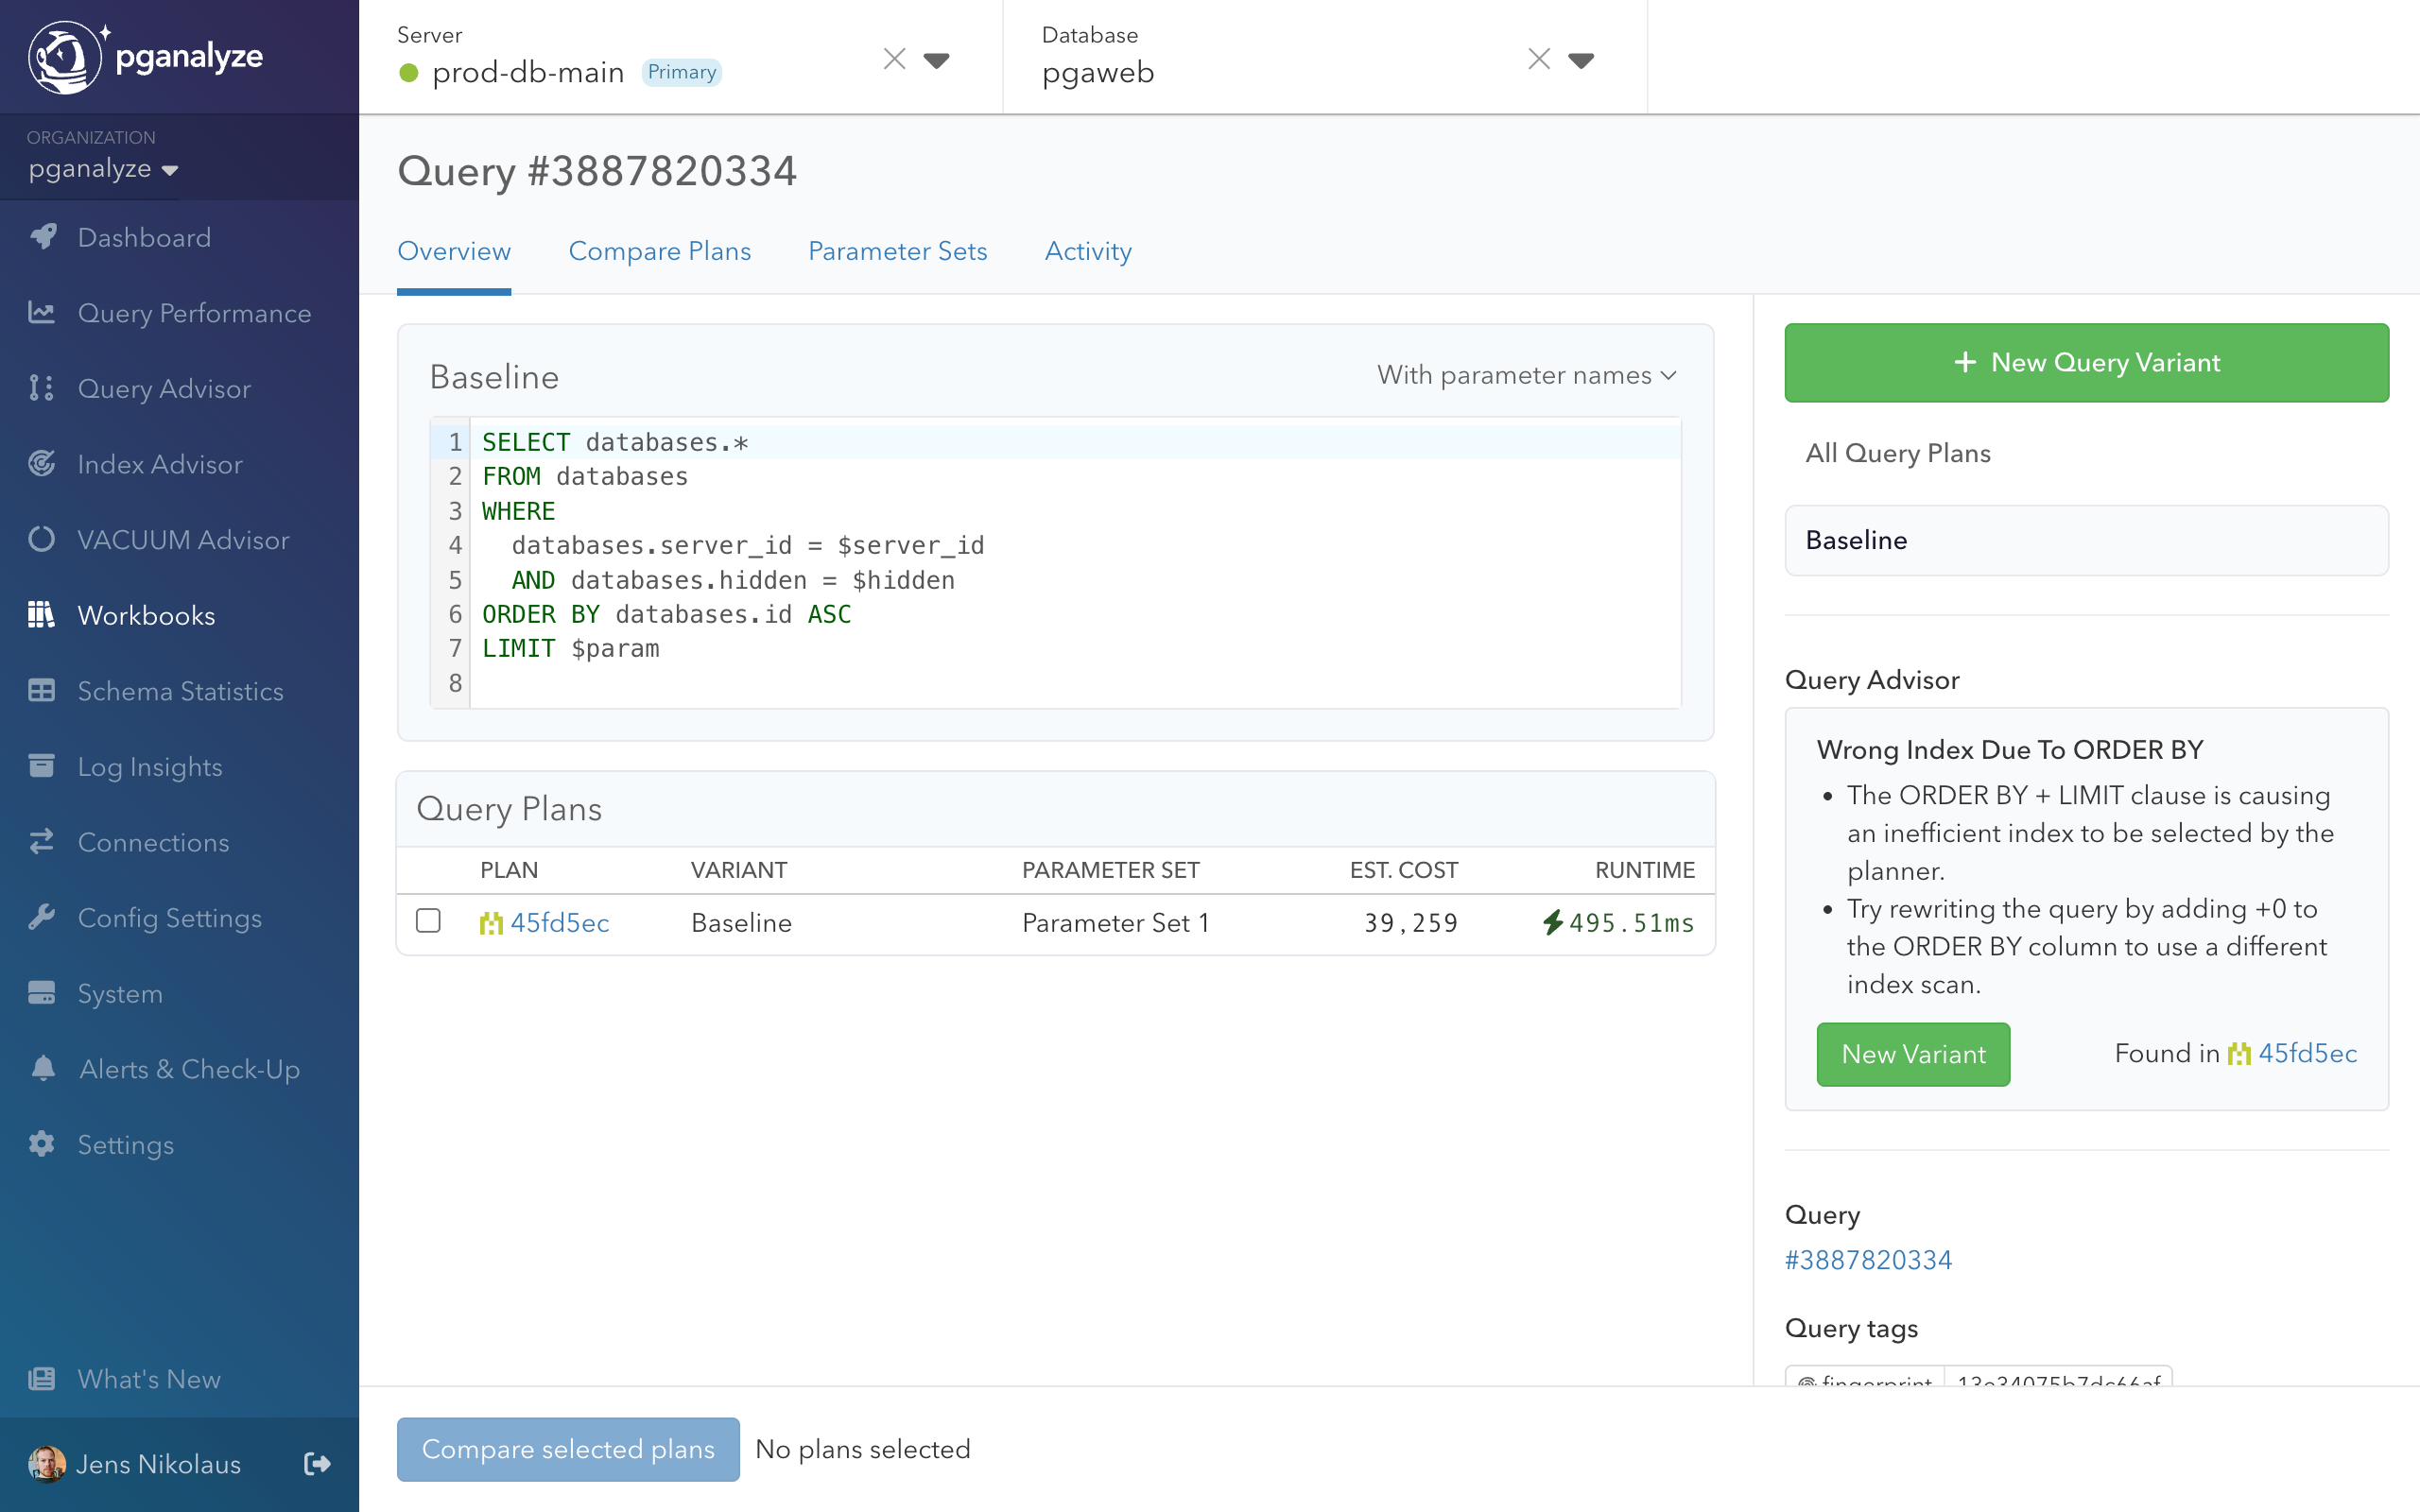 pganalyze
ORGANIZATION
pganalyze
Dashboard
Query Performance
Query Advisor
Index Advisor
VACUUM Advisor
Workbooks
Schema Statistics
Log Insights
Connections
Config Settings
System
Alerts & Check-Up
Settings
What's New
Jens Nikolaus
Server
prod-db-main Primary
Database
pgaweb
Query #3887820334
Overview Compare Plans Parameter Sets Activity
Baseline With parameter names
1 SELECT databases.*
2 FROM databases
3 WHERE
4 databases.server_id = $server_id
5 AND databases.hidden = $hidden
6 ORDER BY databases.id ASC
7 LIMIT $param
8
Query Plans
PLAN VARIANT PARAMETER SET EST. COST RUNTIME
45fd5ec Baseline Parameter Set 1 39,259 495.51ms
Compare selected plans No plans selected
+ New Query Variant
All Query Plans
Baseline
Query Advisor
Wrong Index Due To ORDER BY
• The ORDER BY + LIMIT clause is causing
an inefficient index to be selected by the
planner.
• Try rewriting the query by adding +0 to
the ORDER BY column to use a different
index scan.
New Variant Found in 45fd5ec
Query
#3887820334
Query tags
fingerprint 13e34075b7dc66af